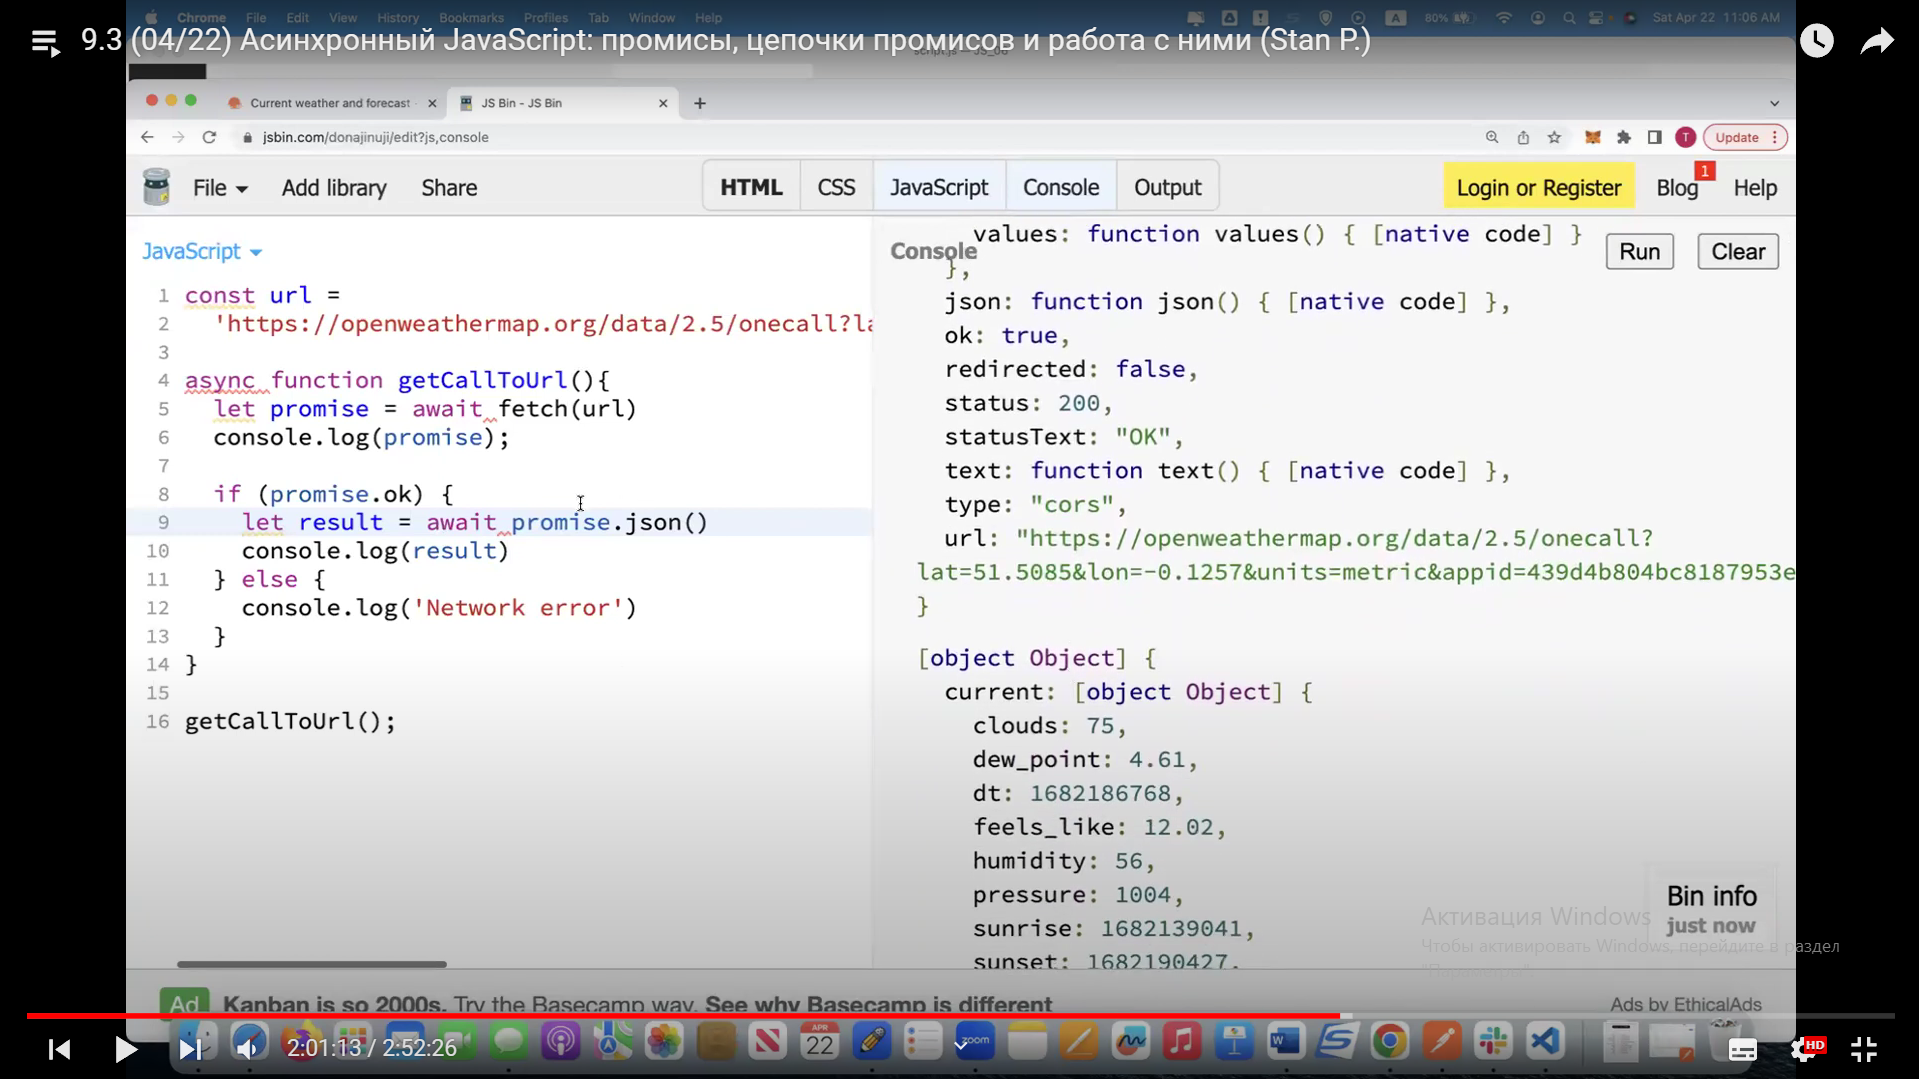 Chrome File Edit View History Bookmarks Profiles Tab Window Help
80%
Sat Apr 22 11:06 AM
9.3 (04/22) Асинхронный JavaScript: промисы, цепочки промисов и работа с ними (Stan P.)
Current weather and forecast
JS Bin - JS Bin
jsbin.com/donajinuji/edit?js,console
T
Update
File
Add library
Share
HTML
CSS
JavaScript
Console
Output
Login or Register
Blog
1
Help
JavaScript
1 const url =
2 'https://openweathermap.org/data/2.5/onecall?la
3
4 async function getCallToUrl(){
5 let promise = await fetch(url)
6 console.log(promise);
7
8 if (promise.ok) {
9 let result = await promise.json()
10 console.log(result)
11 } else {
12 console.log('Network error')
13 }
14 }
15
16 getCallToUrl();
Console
Run
Clear
values: function values() { [native code] }
},
json: function json() { [native code] },
ok: true,
redirected: false,
status: 200,
statusText: "OK",
text: function text() { [native code] },
type: "cors",
url: "https://openweathermap.org/data/2.5/onecall?
lat=51.5085&lon=-0.1257&units=metric&appid=439d4b804bc8187953e
}
[object Object] {
current: [object Object] {
clouds: 75,
dew_point: 4.61,
dt: 1682186768,
feels_like: 12.02,
humidity: 56,
pressure: 1004,
sunrise: 1682139041,
sunset: 1682190427,
Bin info
just now
Активация Windows
Чтобы активировать Windows, перейдите в раздел
Ad
Kanban is so 2000s. Try the Basecamp way. See why Basecamp is different
Ads by EthicalAds
APR
22
zoom
2:01:13 / 2:52:26
HD